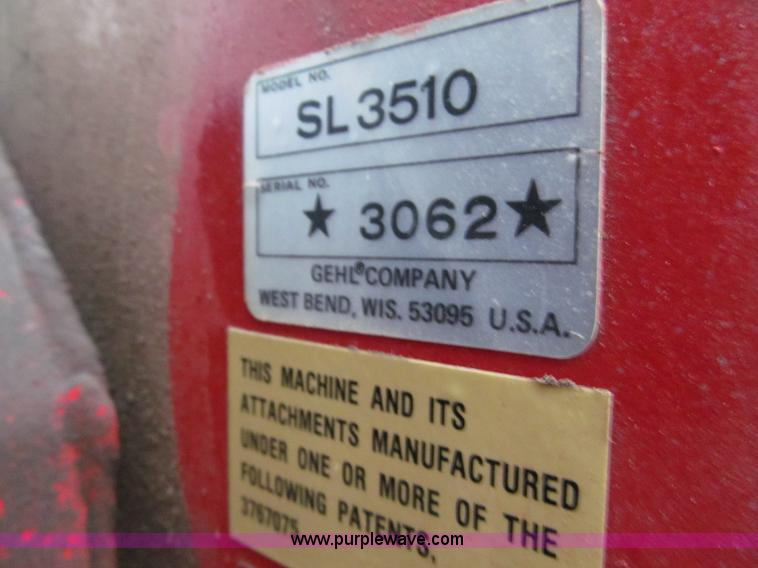 MODEL NO.
SL 3510
SERIAL NO.
★ 3062 ★
GEHL® COMPANY
WEST BEND, WIS. 53095 U.S.A.
THIS MACHINE AND ITS
ATTACHMENTS MANUFACTURED
UNDER ONE OR MORE OF THE
FOLLOWING PATENTS.
3767075
www.purplewave.com